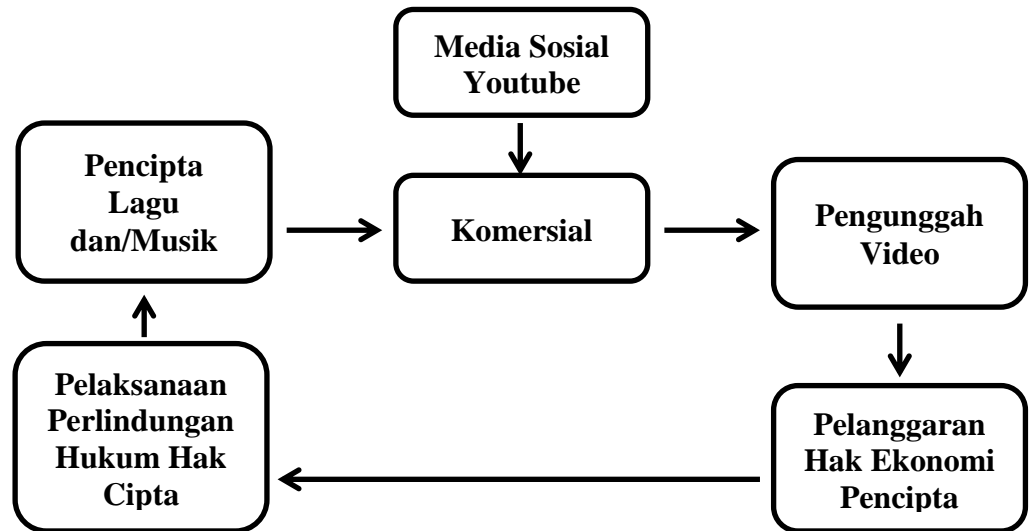 Media Sosial
Youtube
Pencipta
Lagu
dan/Musik
Komersial
Pengunggah
Video
Pelaksanaan
Perlindungan
Hukum Hak
Cipta
Pelanggaran
Hak Ekonomi
Pencipta